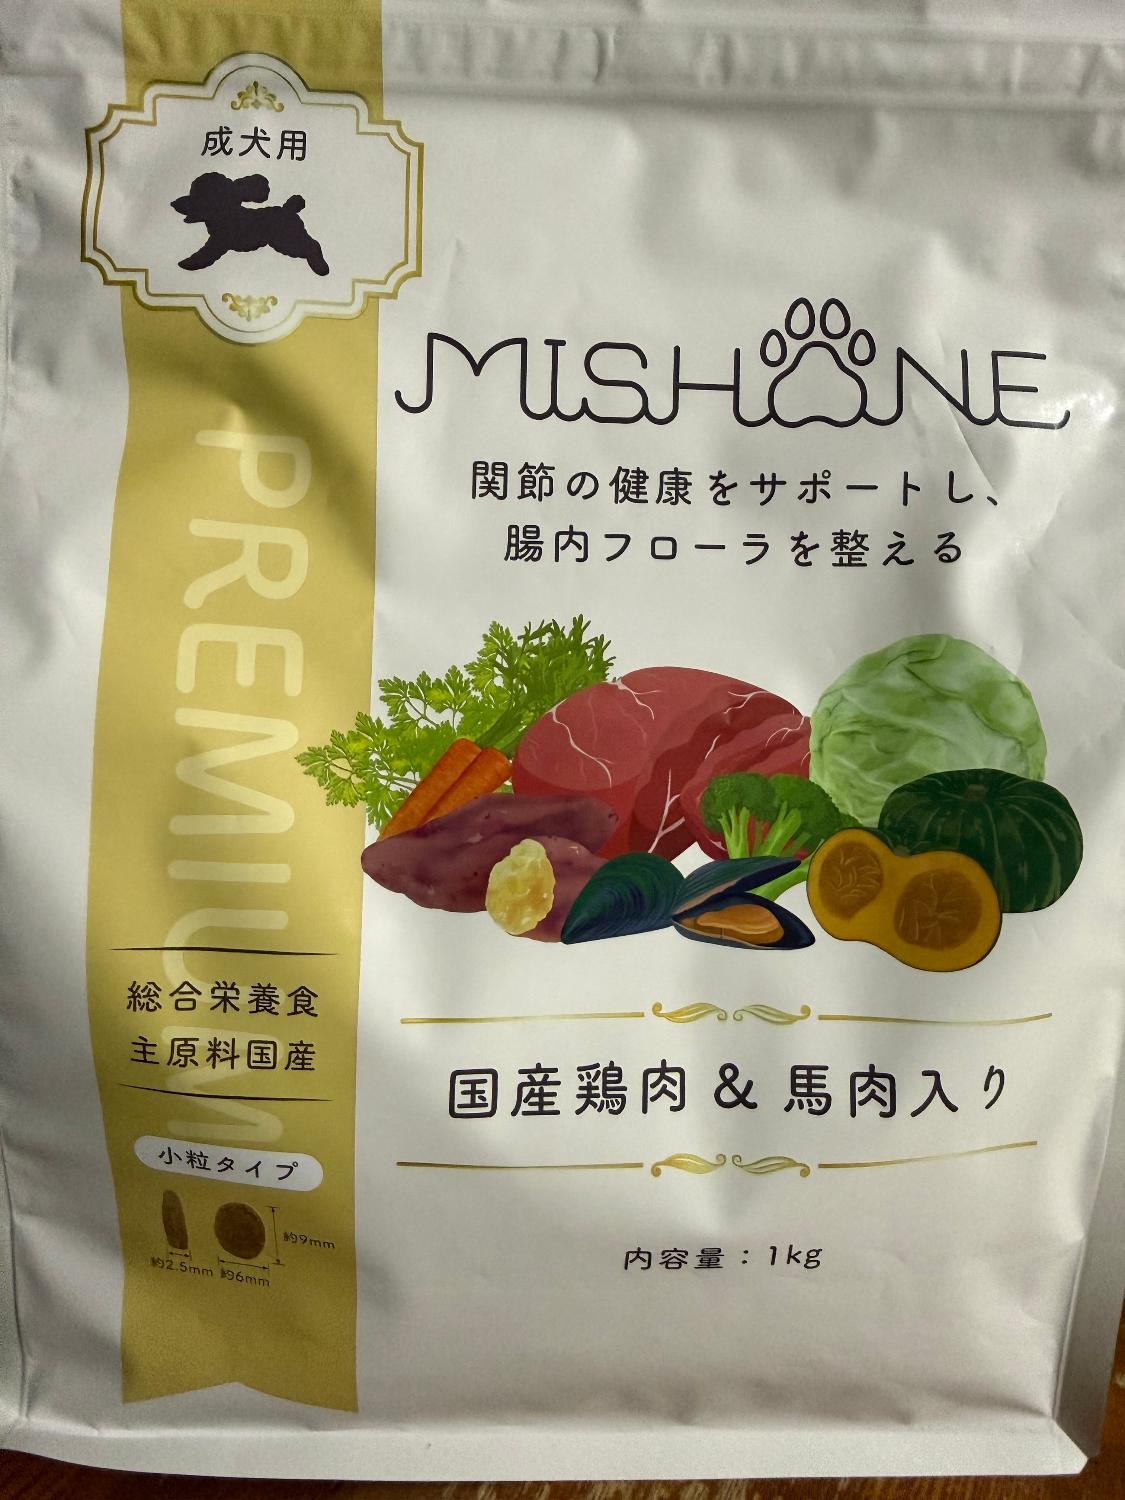 成犬用
MISHONE
関節の健康をサポートし、
腸内フローラを整える
PREMIUM
総合栄養食
主原料国産
小粒タイプ
約9mm
約2.5mm 約6mm
国産鶏肉 & 馬肉入り
内容量：1kg